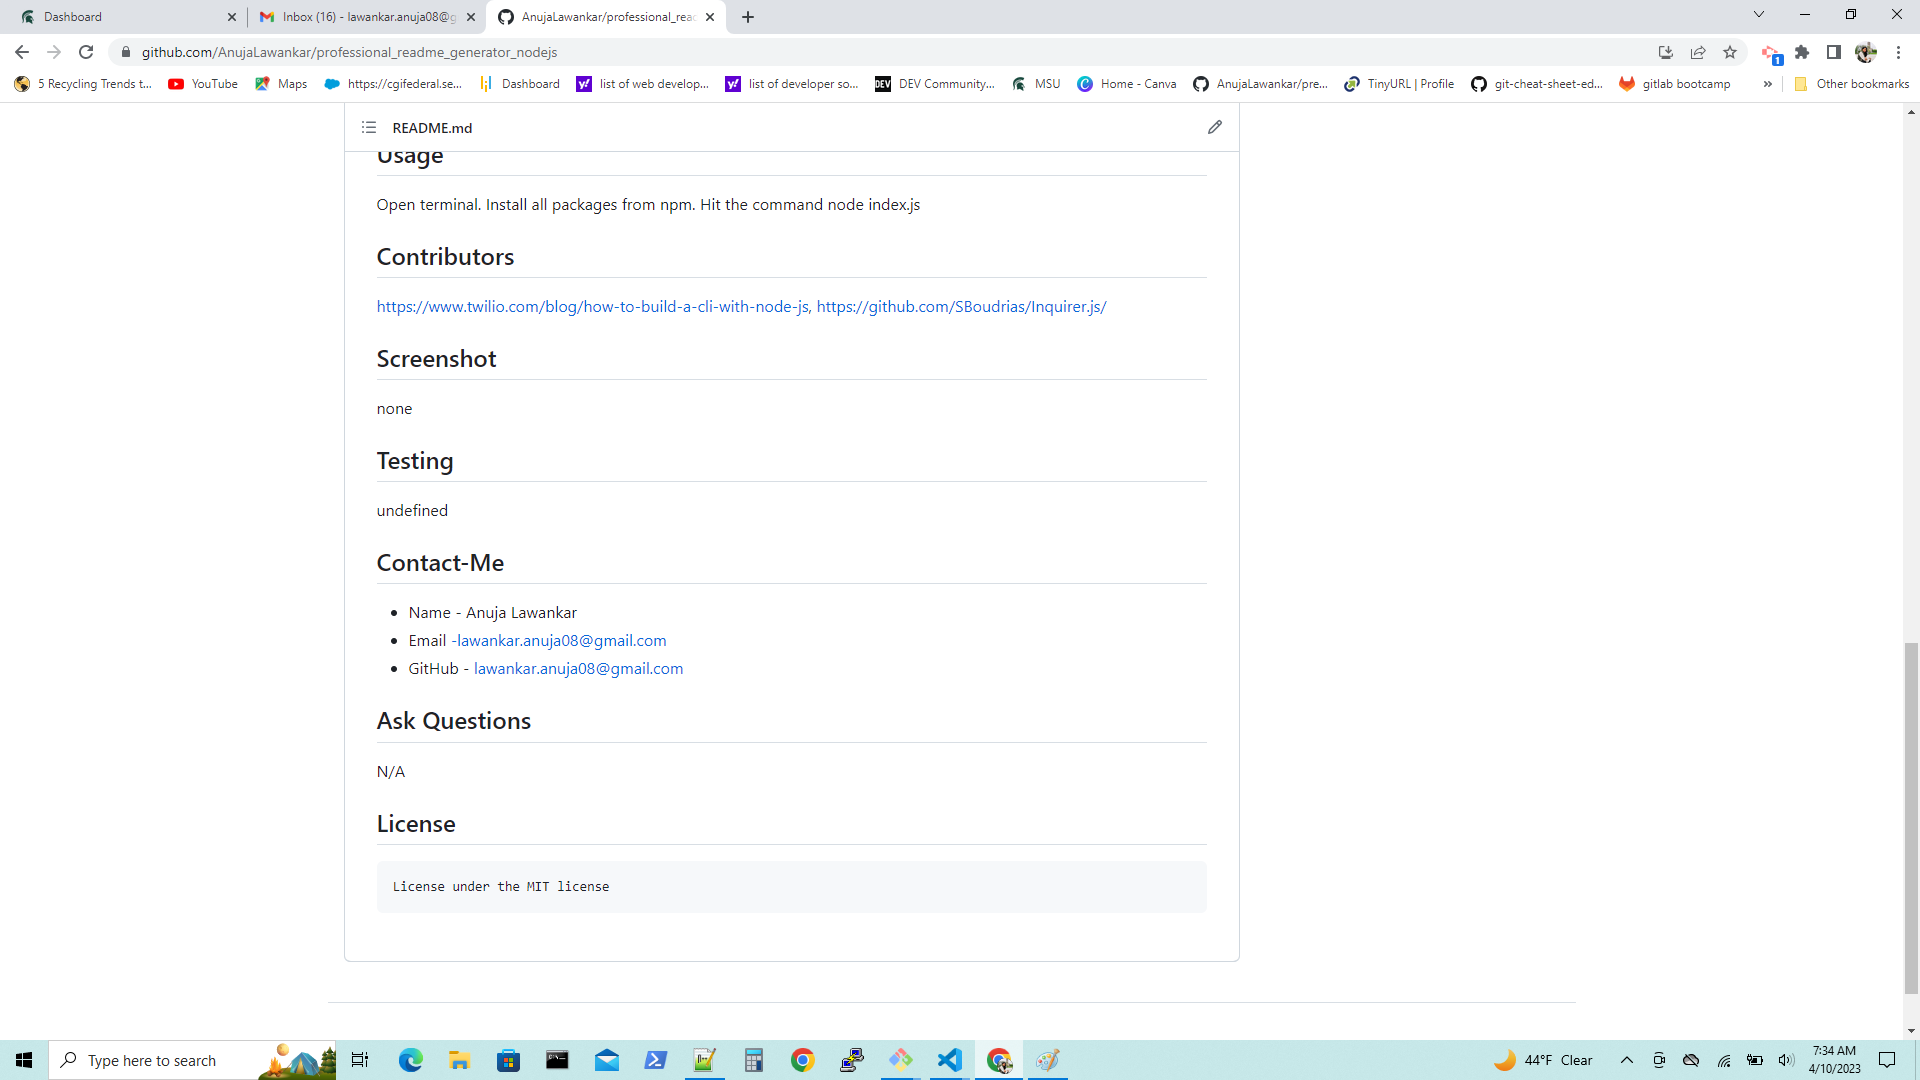 Dashboard
Inbox (16) - lawankar.anuja08@g
AnujaLawankar/professional_reac
github.com/AnujaLawankar/professional_readme_generator_nodejs
1
5 Recycling Trends t...
YouTube
Maps
https://cgifederal.se...
Dashboard
list of web develop...
list of developer so...
DEV Community...
MSU
Home - Canva
AnujaLawankar/pre...
TinyURL | Profile
git-cheat-sheet-ed...
gitlab bootcamp
»
Other bookmarks
README.md
Usage
Open terminal. Install all packages from npm. Hit the command node index.js
Contributors
https://www.twilio.com/blog/how-to-build-a-cli-with-node-js, https://github.com/SBoudrias/Inquirer.js/
Screenshot
none
Testing
undefined
Contact-Me
• Name - Anuja Lawankar
• Email -lawankar.anuja08@gmail.com
• GitHub - lawankar.anuja08@gmail.com
Ask Questions
N/A
License
License under the MIT license
Type here to search
44°F Clear
7:34 AM
4/10/2023